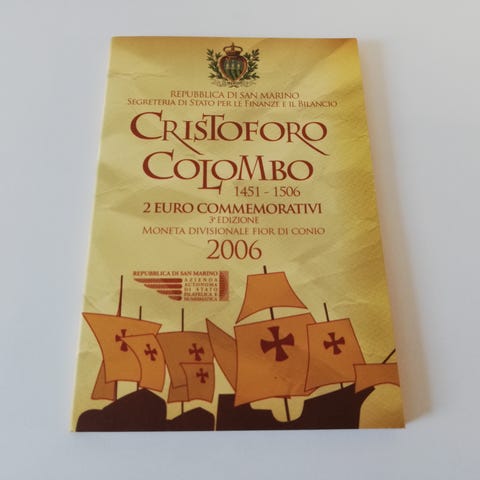 REPUBBLICA DI SAN MARINO
SEGRETERIA DI STATO PER LE FINANZE E IL BILANCIO
CRISTOFORO
COLOMBO
1451 - 1506
2 EURO COMMEMORATIVI
3ª EDIZIONE
MONETA DIVISIONALE FIOR DI CONIO
2006
REPUBBLICA DI SAN MARINO
AZIENDA
AUTONOMA
DI STATO
FILATELICA E
NUMISMATICA